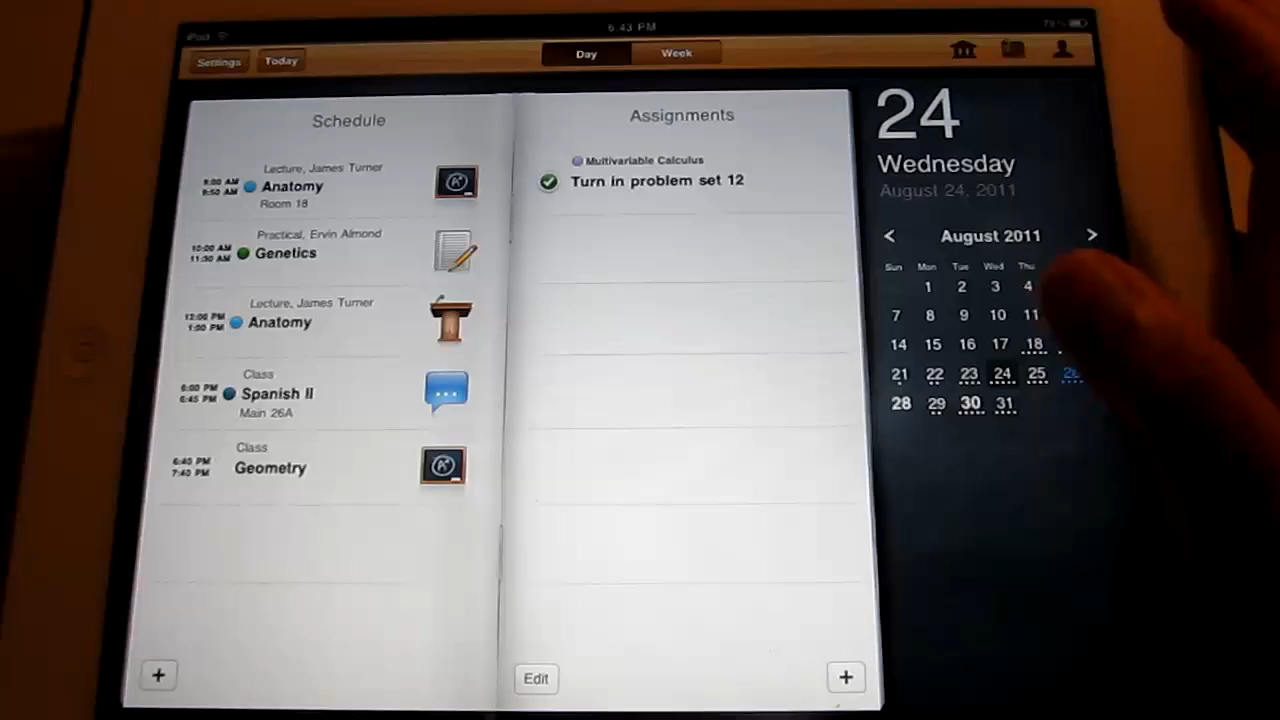 iPad 6:43 PM 79%
Settings Today Day Week
Schedule
Lecture, James Turner
9:00 AM
9:50 AM
Anatomy
Room 18
Practical, Ervin Almond
10:00 AM
11:30 AM
Genetics
Lecture, James Turner
12:00 PM
1:00 PM
Anatomy
Class
6:00 PM
6:45 PM
Spanish II
Main 26A
Class
6:40 PM
7:40 PM
Geometry
+
Assignments
Multivariable Calculus
Turn in problem set 12
Edit +
24
Wednesday
August 24, 2011
< August 2011 >
Sun Mon Tue Wed Thu
1 2 3 4
7 8 9 10 11
14 15 16 17 18
21 22 23 24 25
28 29 30 31
A+
A+